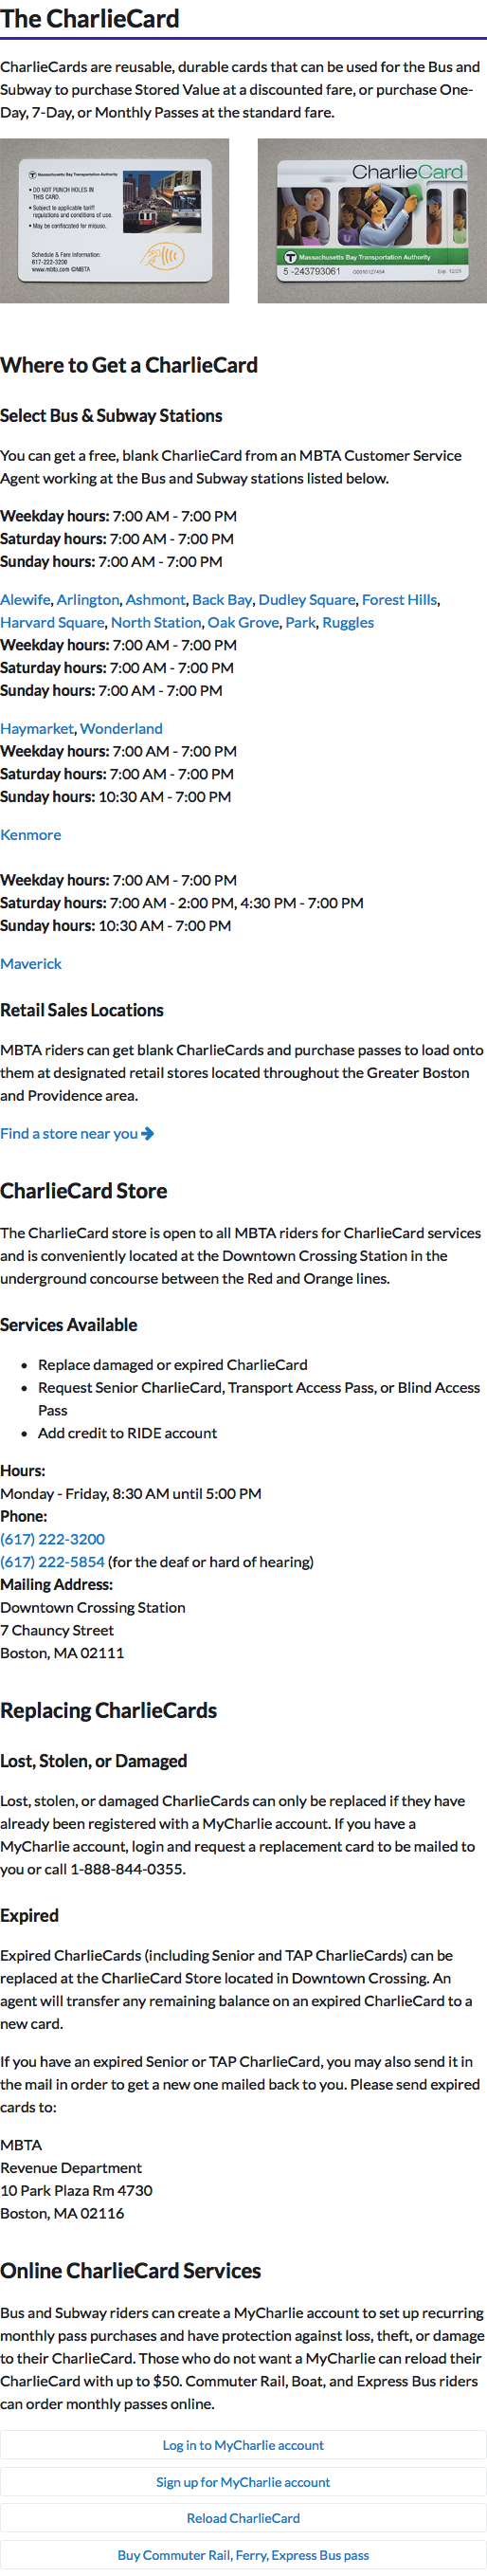 The CharlieCard
CharlieCards are reusable, durable cards that can be used for the Bus and
Subway to purchase Stored Value at a discounted fare, or purchase One-
Day, 7-Day, or Monthly Passes at the standard fare.
Massachusetts Bay Transportation Authority
• DO NOT PUNCH HOLES IN
THIS CARD.
• Subject to applicable tariff
regulations and conditions of use.
• May be confiscated for misuse.
Schedule & Fare Information:
617-222-3200
www.mbta.com ©MBTA
CharlieCard
T Massachusetts Bay Transportation Authority
5 -243793061
Exp. 12/25
Where to Get a CharlieCard
Select Bus & Subway Stations
You can get a free, blank CharlieCard from an MBTA Customer Service
Agent working at the Bus and Subway stations listed below.
Weekday hours: 7:00 AM - 7:00 PM
Saturday hours: 7:00 AM - 7:00 PM
Sunday hours: 7:00 AM - 7:00 PM
Alewife, Arlington, Ashmont, Back Bay, Dudley Square, Forest Hills,
Harvard Square, North Station, Oak Grove, Park, Ruggles
Weekday hours: 7:00 AM - 7:00 PM
Saturday hours: 7:00 AM - 7:00 PM
Sunday hours: 7:00 AM - 7:00 PM
Haymarket, Wonderland
Weekday hours: 7:00 AM - 7:00 PM
Saturday hours: 7:00 AM - 7:00 PM
Sunday hours: 10:30 AM - 7:00 PM
Kenmore
Weekday hours: 7:00 AM - 7:00 PM
Saturday hours: 7:00 AM - 2:00 PM, 4:30 PM - 7:00 PM
Sunday hours: 10:30 AM - 7:00 PM
Maverick
Retail Sales Locations
MBTA riders can get blank CharlieCards and purchase passes to load onto
them at designated retail stores located throughout the Greater Boston
and Providence area.
Find a store near you
CharlieCard Store
The CharlieCard store is open to all MBTA riders for CharlieCard services
and is conveniently located at the Downtown Crossing Station in the
underground concourse between the Red and Orange lines.
Services Available
• Replace damaged or expired CharlieCard
• Request Senior CharlieCard, Transport Access Pass, or Blind Access
Pass
• Add credit to RIDE account
Hours:
Monday - Friday, 8:30 AM until 5:00 PM
Phone:
(617) 222-3200
(617) 222-5854 (for the deaf or hard of hearing)
Mailing Address:
Downtown Crossing Station
7 Chauncy Street
Boston, MA 02111
Replacing CharlieCards
Lost, Stolen, or Damaged
Lost, stolen, or damaged CharlieCards can only be replaced if they have
already been registered with a MyCharlie account. If you have a
MyCharlie account, login and request a replacement card to be mailed to
you or call 1-888-844-0355.
Expired
Expired CharlieCards (including Senior and TAP CharlieCards) can be
replaced at the CharlieCard Store located in Downtown Crossing. An
agent will transfer any remaining balance on an expired CharlieCard to a
new card.
If you have an expired Senior or TAP CharlieCard, you may also send it in
the mail in order to get a new one mailed back to you. Please send expired
cards to:
MBTA
Revenue Department
10 Park Plaza Rm 4730
Boston, MA 02116
Online CharlieCard Services
Bus and Subway riders can create a MyCharlie account to set up recurring
monthly pass purchases and have protection against loss, theft, or damage
to their CharlieCard. Those who do not want a MyCharlie can reload their
CharlieCard with up to $50. Commuter Rail, Boat, and Express Bus riders
can order monthly passes online.
Log in to MyCharlie account
Sign up for MyCharlie account
Reload CharlieCard
Buy Commuter Rail, Ferry, Express Bus pass